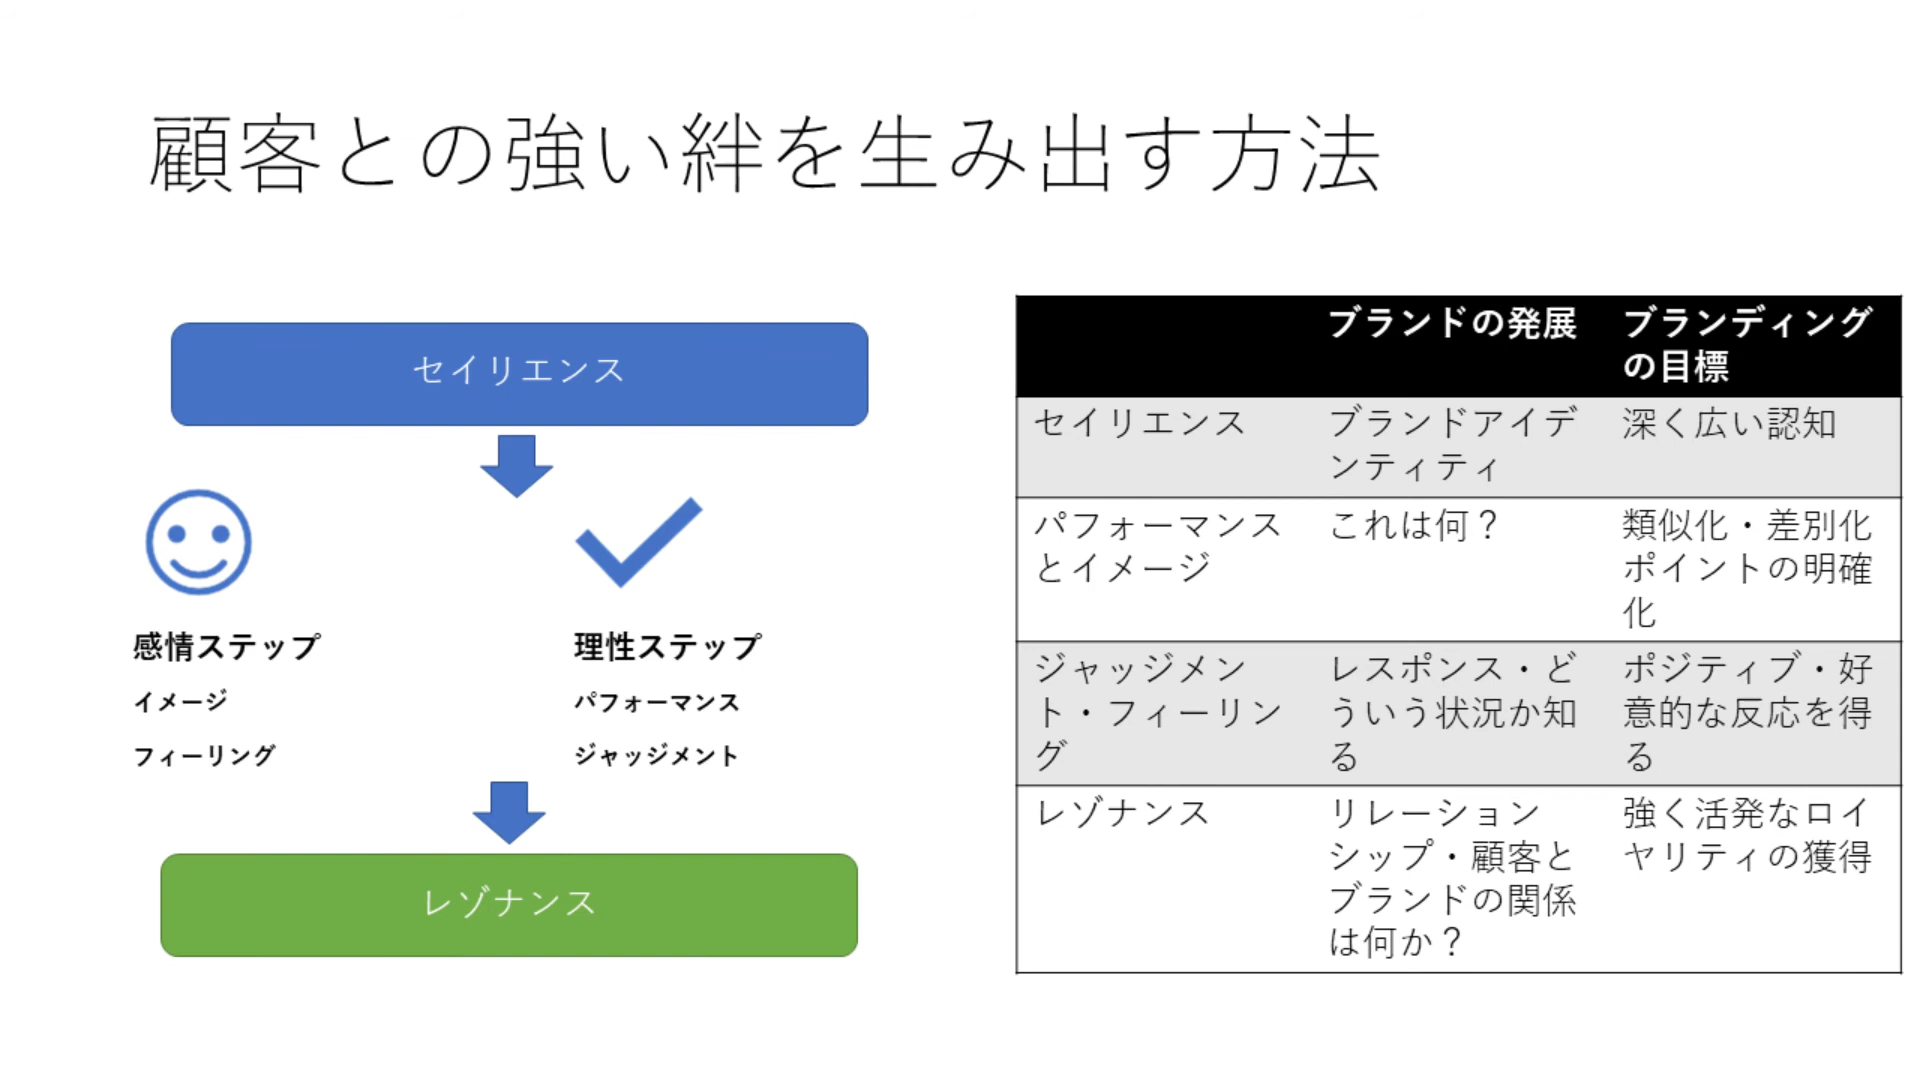 顧客との強い絆を生み出す方法
セイリエンス
感情ステップ
イメージ
フィーリング
理性ステップ
パフォーマンス
ジャッジメント
レゾナンス
ブランドの発展
ブランディング
の目標
セイリエンス
ブランドアイデ
ンティティ
深く広い認知
パフォーマンス
とイメージ
これは何？
類似化・差別化
ポイントの明確
化
ジャッジメン
ト・フィーリン
グ
レスポンス・ど
ういう状況か知
る
ポジティブ・好
意的な反応を得
る
レゾナンス
リレーション
シップ・顧客と
ブランドの関係
は何か？
強く活発なロイ
ヤリティの獲得